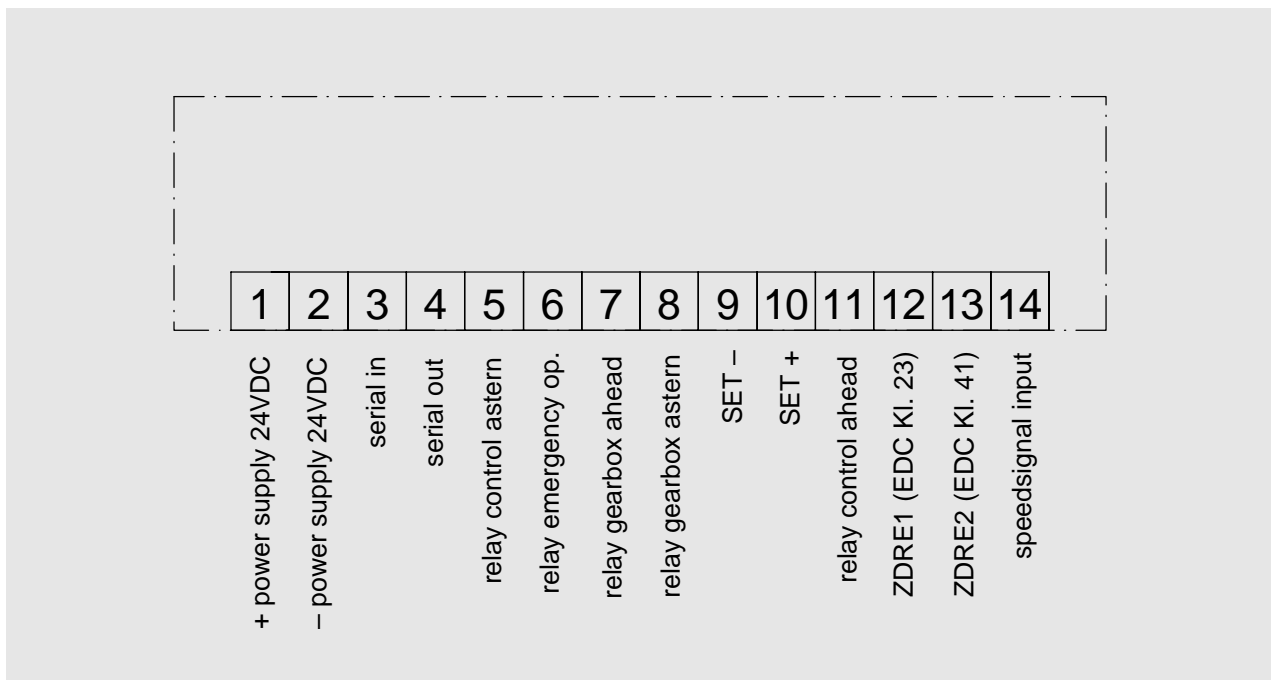 1 2 3 4 5 6 7 8 9 10 11 12 13 14
+ power supply 24VDC
– power supply 24VDC
serial in
serial out
relay control astern
relay emergency op.
relay gearbox ahead
relay gearbox astern
SET –
SET +
relay control ahead
ZDRE1 (EDC Kl. 23)
ZDRE2 (EDC Kl. 41)
speedsignal input